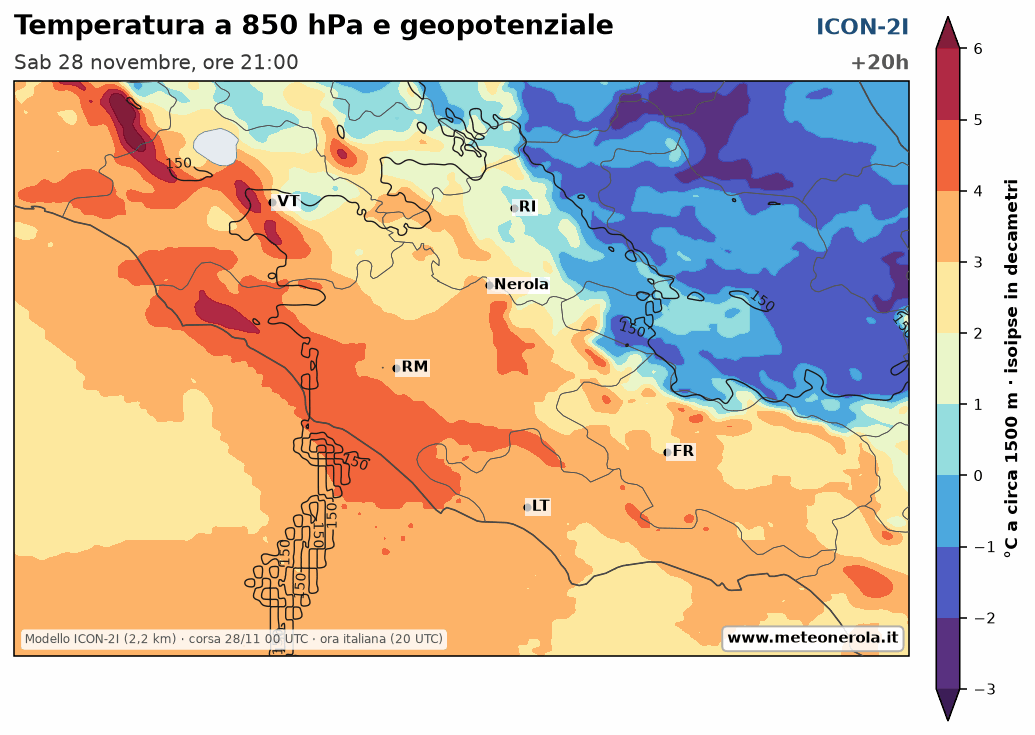 Temperatura a 850 hPa e geopotenziale
ICON-2I
Sab 28 novembre, ore 21:00
+20h
150
VT
RI
Nerola
150
150
150
RM
150
FR
LT
150
150
150
150
Modello ICON-2I (2,2 km) · corsa 28/11 00 UTC · ora italiana (20 UTC)
www.meteonerola.it
6
5
4
3
2
1
0
−1
−2
−3
°C a circa 1500 m · isoipse in decametri